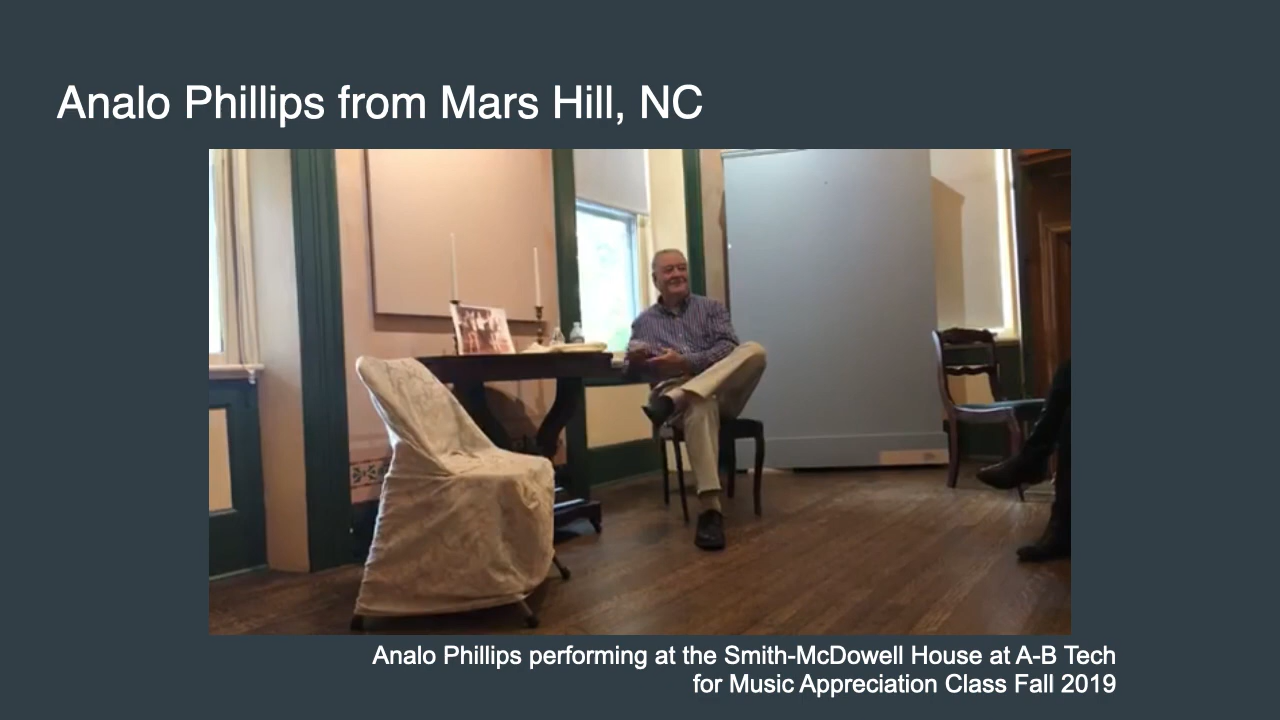 Analo Phillips from Mars Hill, NC
Analo Phillips performing at the Smith-McDowell House at A-B Tech
for Music Appreciation Class Fall 2019